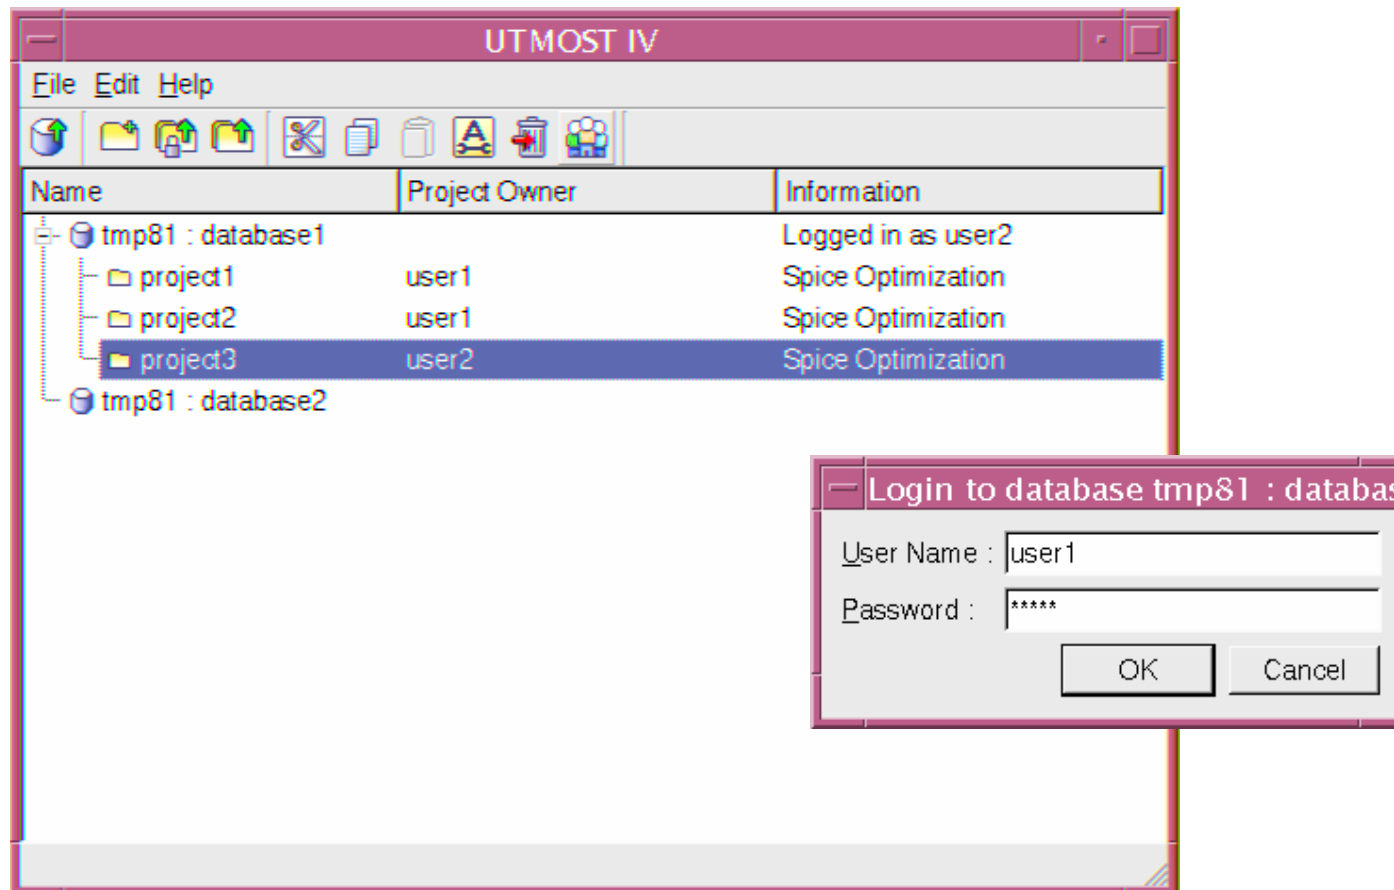 UTMOST IV
File Edit Help
Name Project Owner Information
tmp81 : database1 Logged in as user2
project1 user1 Spice Optimization
project2 user1 Spice Optimization
project3 user2 Spice Optimization
tmp81 : database2
Login to database tmp81 :
User Name : user1
Password : *****
OK Cancel